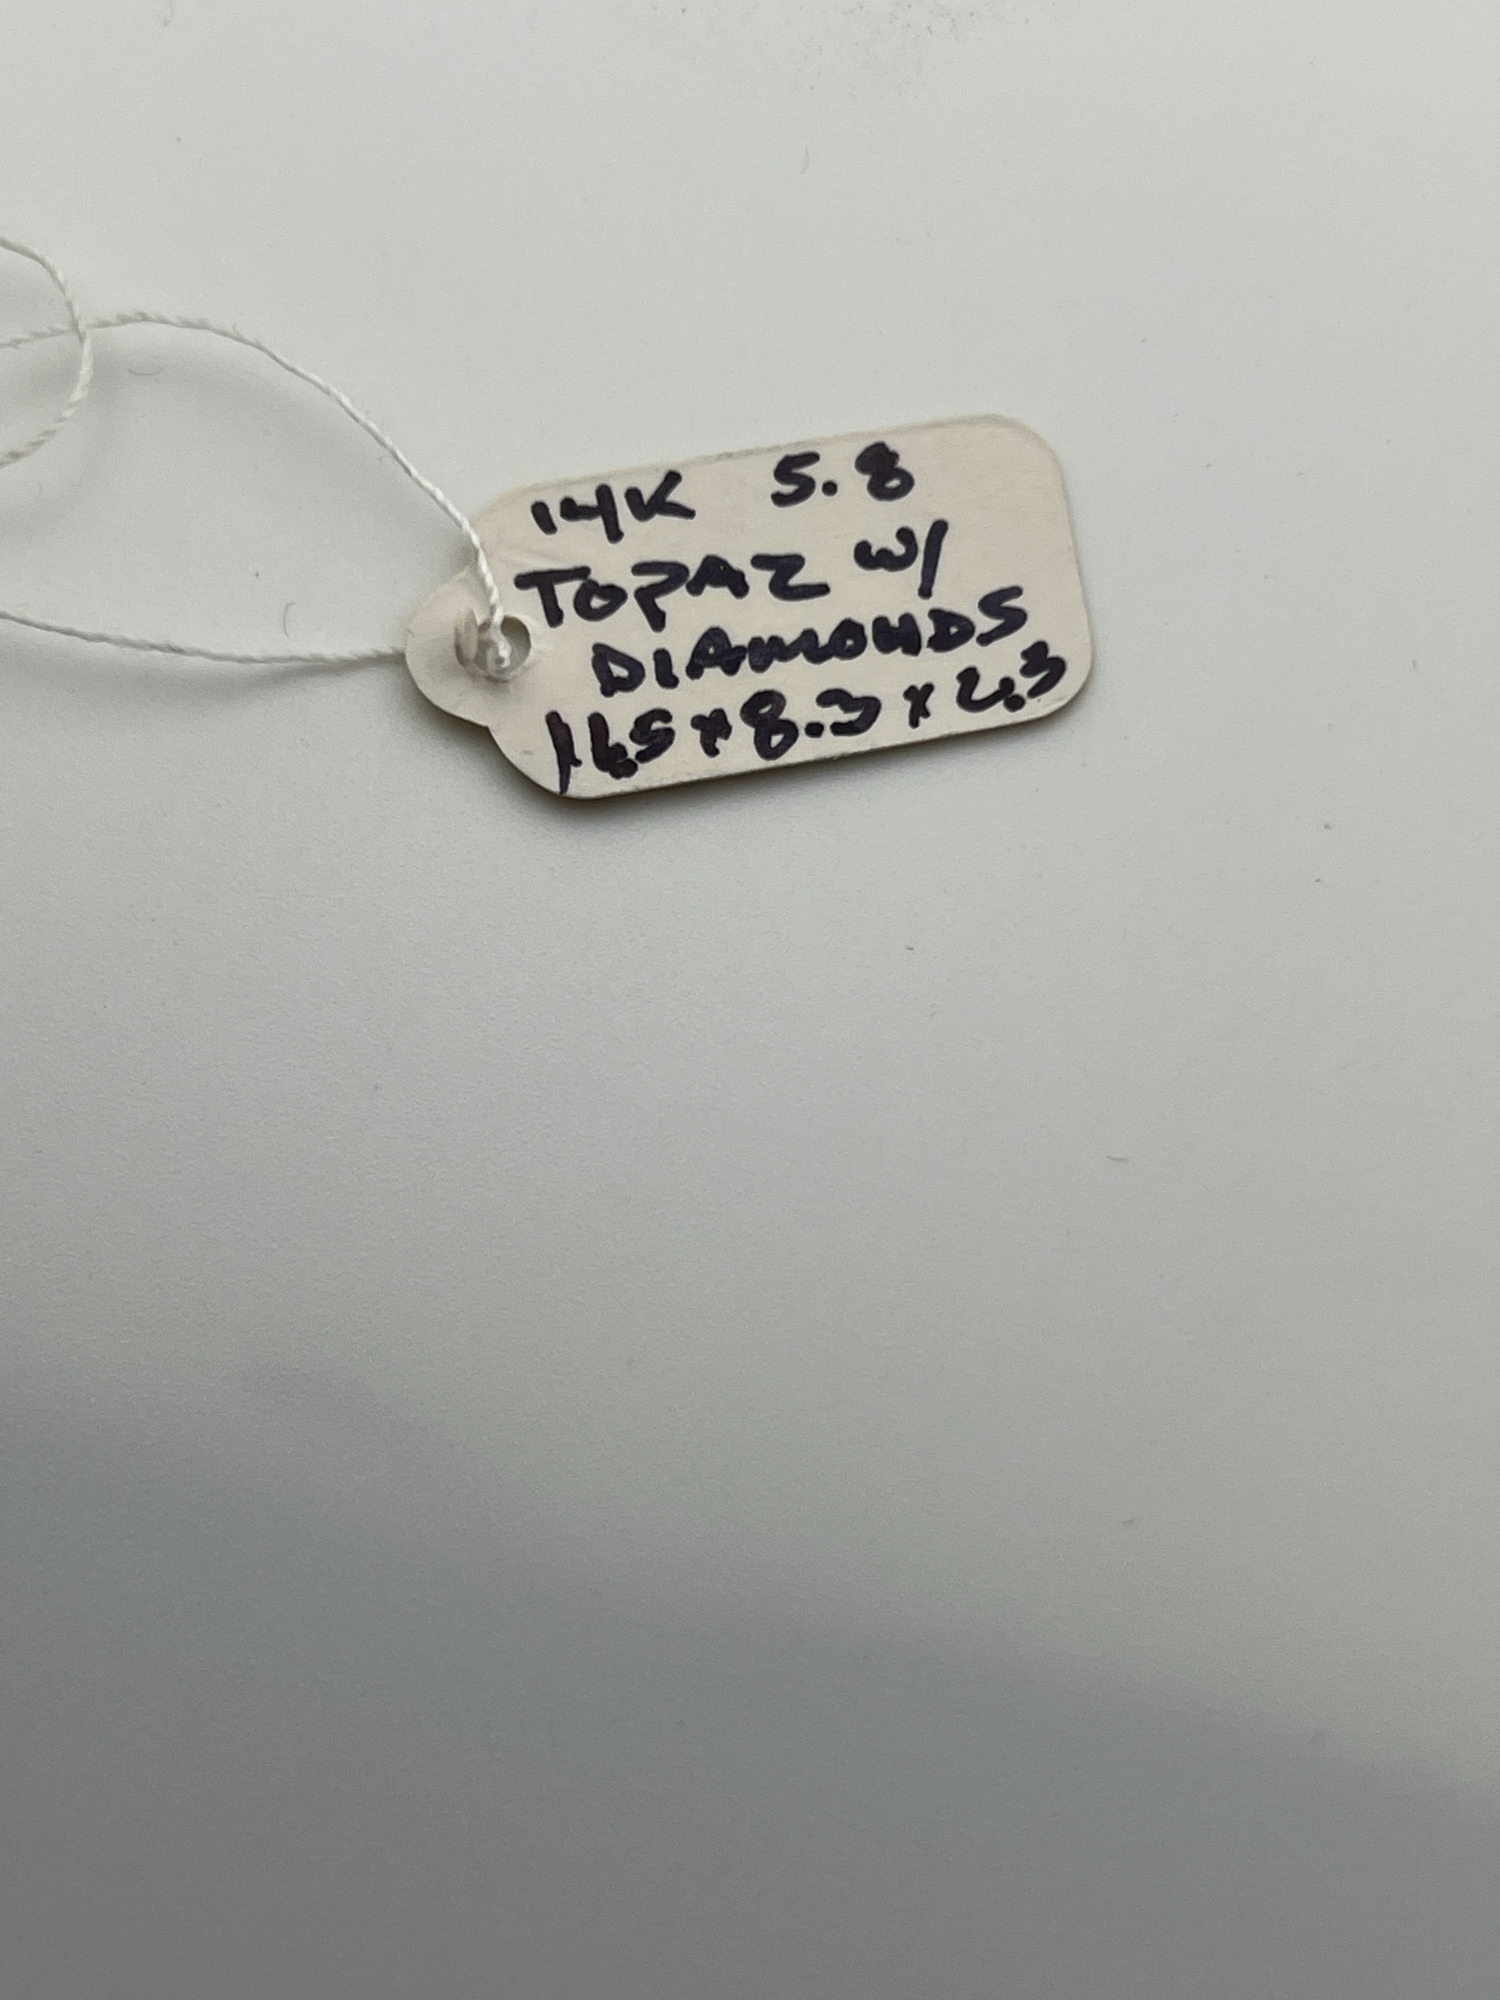 14K 5.8
TOPAZ W/
DIAMONDS
16.5 x 8.3 x 2.3